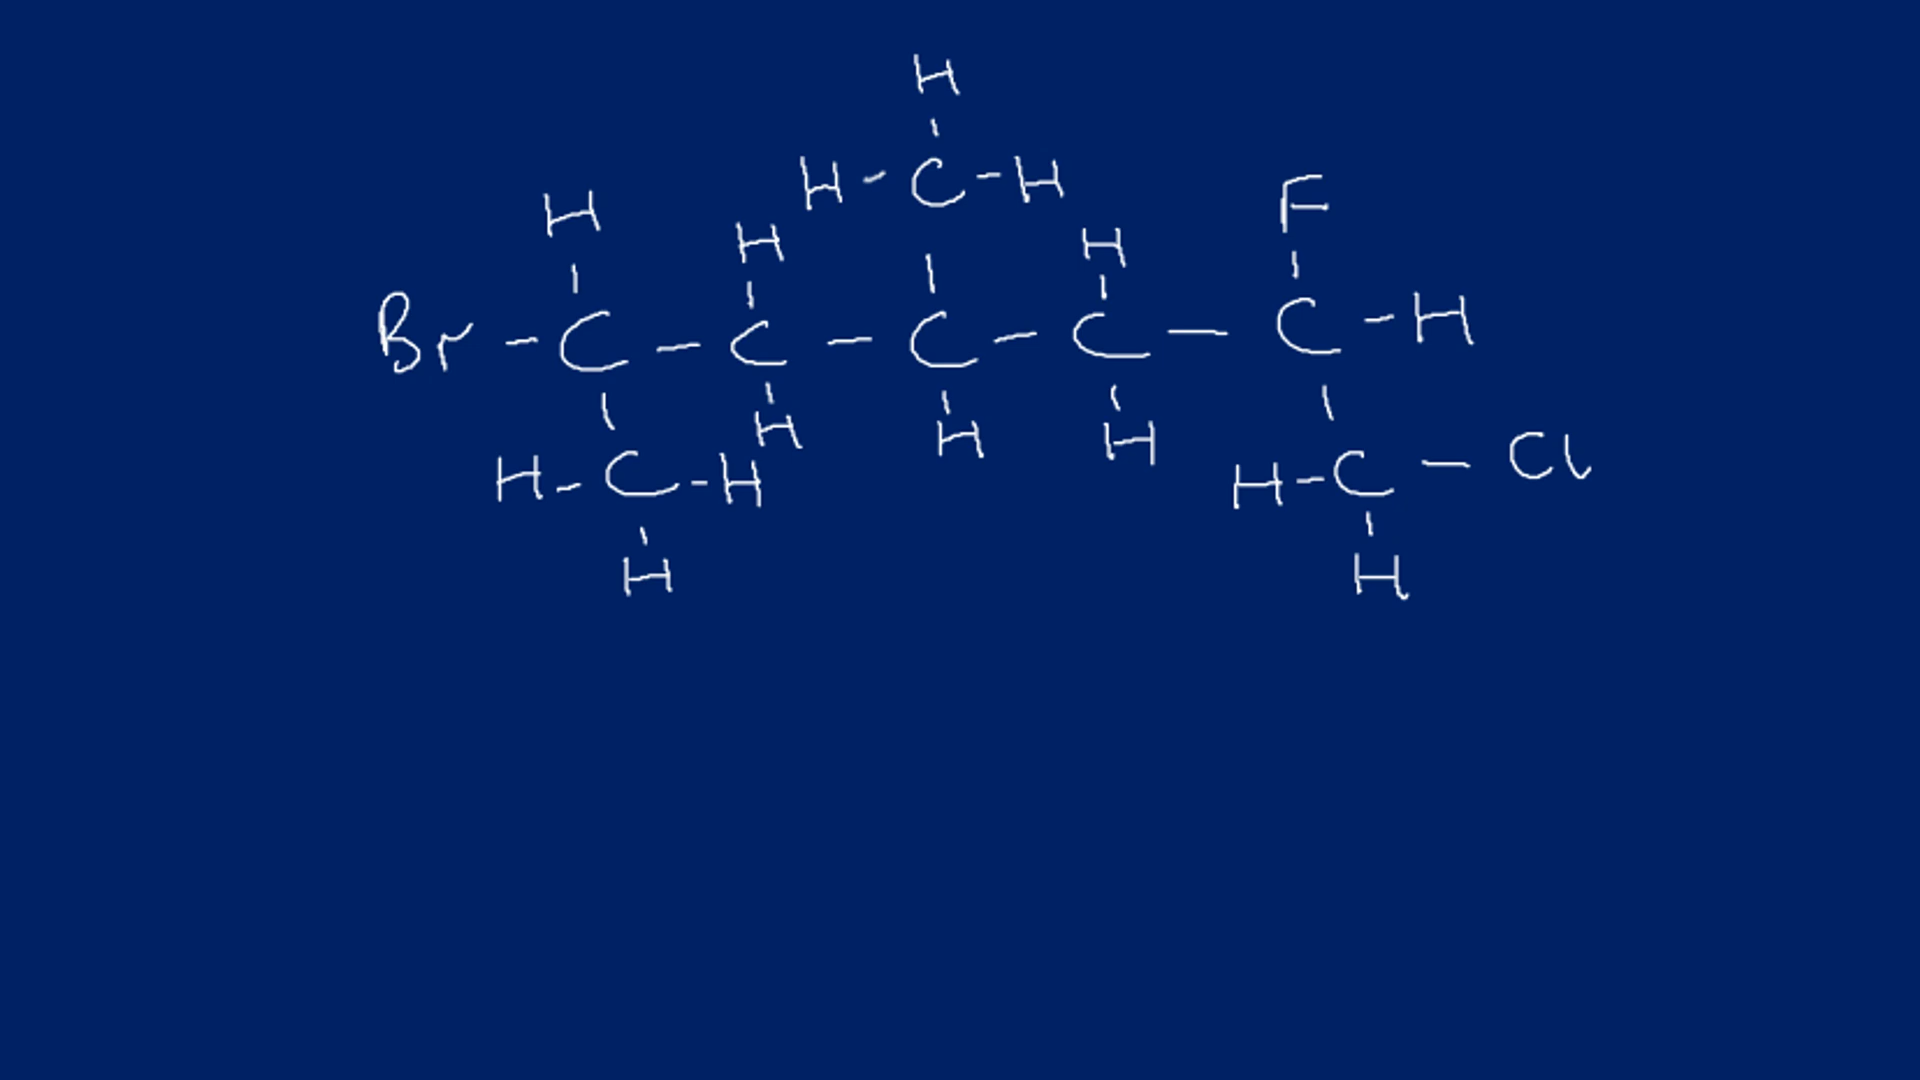 H
H - C - H
H H H F
Br - C - C - C - C - C - H
H H H
H - C - H H - C - Cl
H H